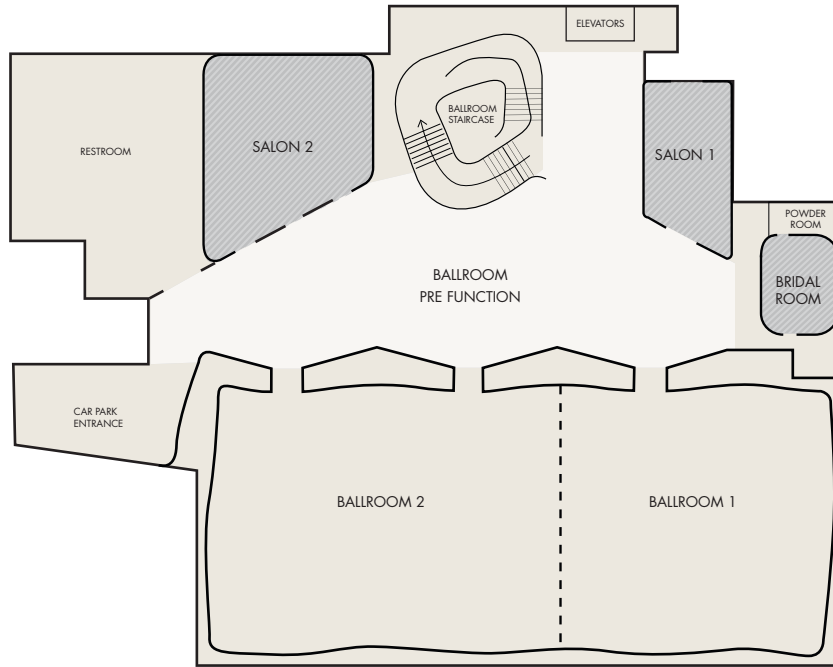 ELEVATORS
BALLROOM
STAIRCASE
RESTROOM
SALON 2
SALON 1
POWDER
ROOM
BRIDAL
ROOM
BALLROOM
PRE FUNCTION
CAR PARK
ENTRANCE
BALLROOM 2
BALLROOM 1